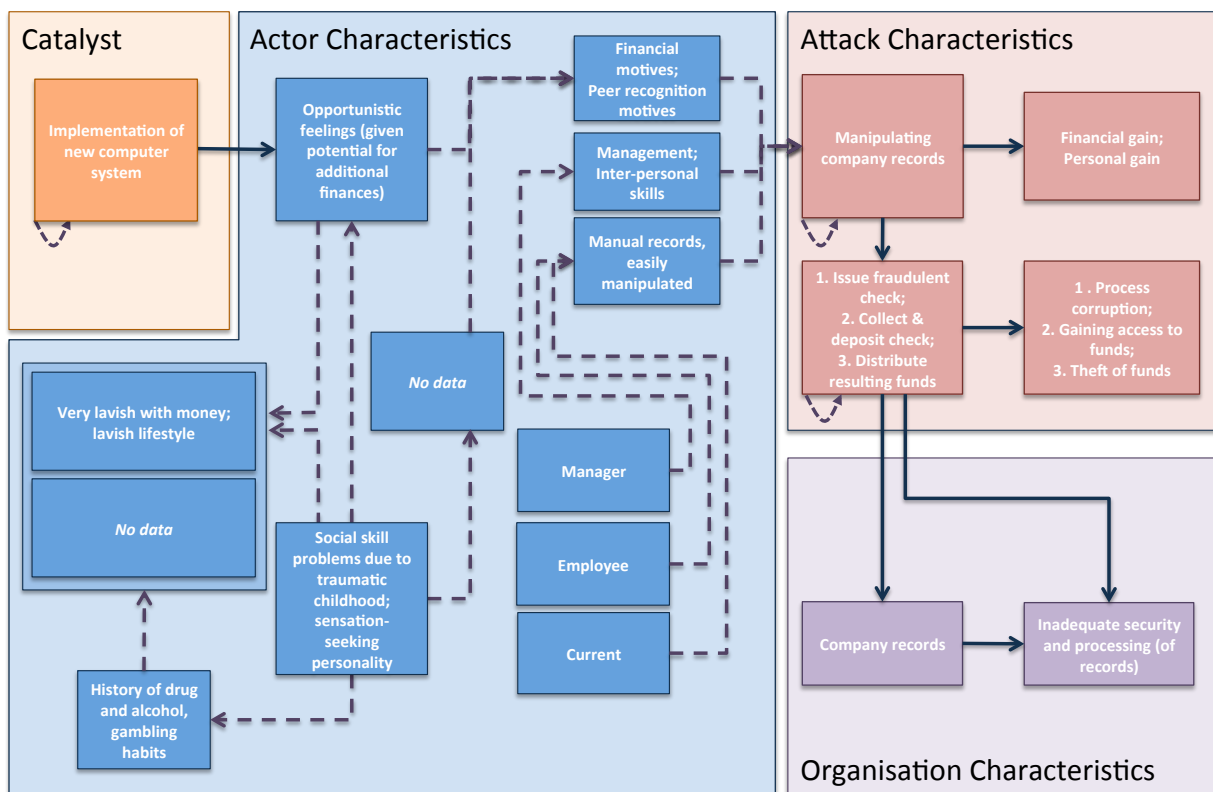 Catalyst
Implementation of
new computer
system
Actor Characteristics
Opportunistic
feelings (given
potential for
additional
finances)
Financial
motives;
Peer recognition
motives
Management;
Inter-personal
skills
Manual records,
easily
manipulated
No data
Very lavish with money;
lavish lifestyle
No data
Social skill
problems due to
traumatic
childhood;
sensation-
seeking
personality
History of drug
and alcohol,
gambling
habits
Manager
Employee
Current
Attack Characteristics
Manipulating
company records
Financial gain;
Personal gain
1. Issue fraudulent
check;
2. Collect &
deposit check;
3. Distribute
resulting funds
1 . Process
corruption;
2. Gaining access to
funds;
3. Theft of funds
Company records
Inadequate security
and processing (of
records)
Organisation Characteristics